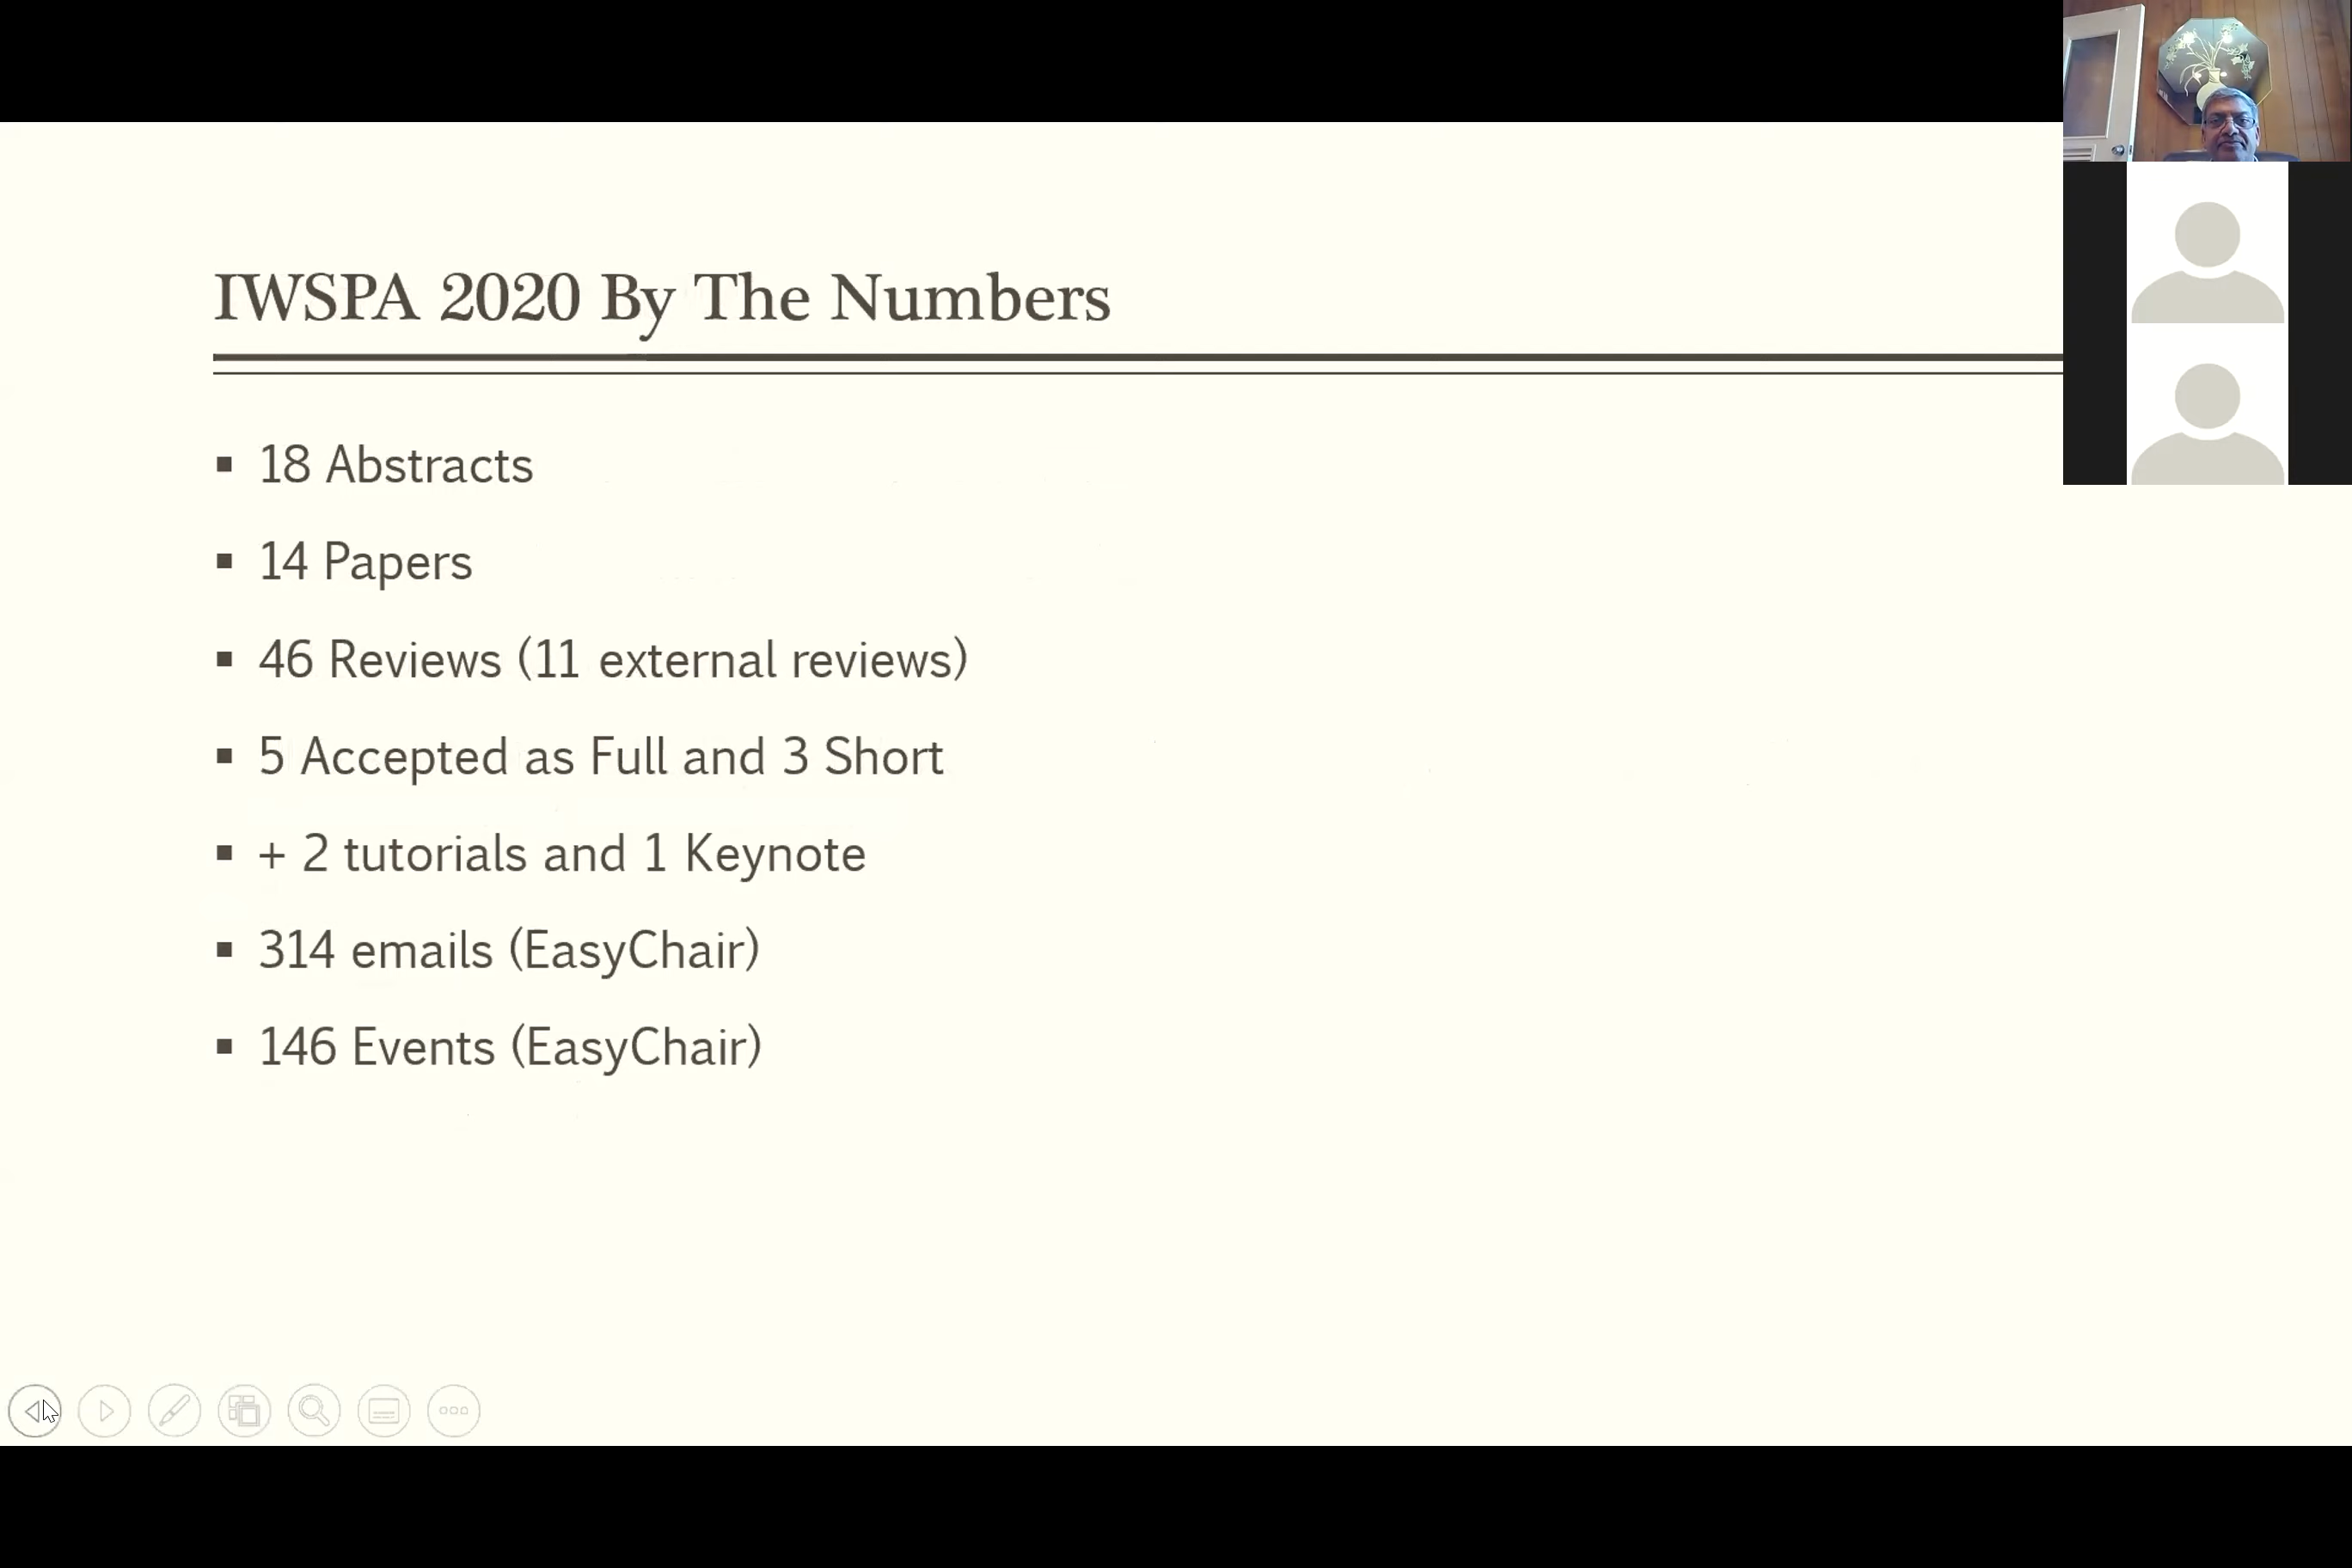 IWSPA 2020 By The Numbers
▪ 18 Abstracts
▪ 14 Papers
▪ 46 Reviews (11 external reviews)
▪ 5 Accepted as Full and 3 Short
▪ + 2 tutorials and 1 Keynote
▪ 314 emails (EasyChair)
▪ 146 Events (EasyChair)